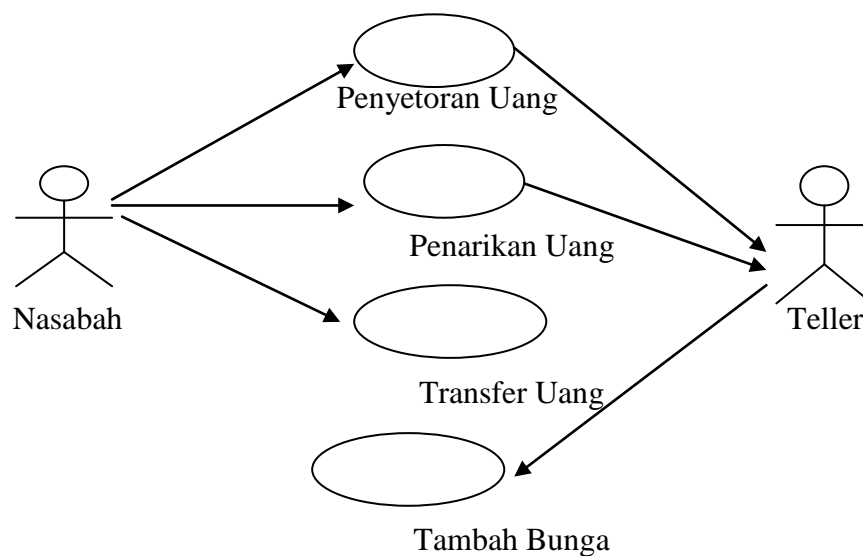 Penyetoran Uang
Penarikan Uang
Nasabah
Teller
Transfer Uang
Tambah Bunga